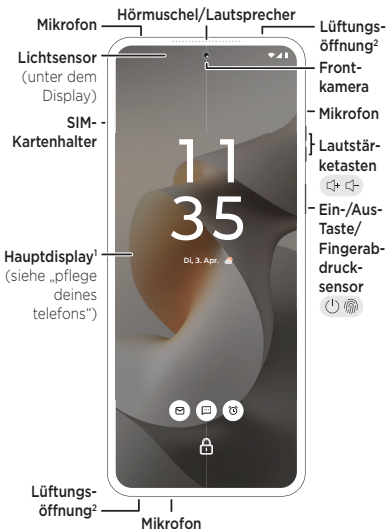 Mikrofon
Hörmuschel/Lautsprecher
Lüftungs-
öffnung²
Lichtsensor
(unter dem
Display)
Front-
kamera
SIM-
Kartenhalter
Mikrofon
Lautstär-
ketasten
11
35
Di, 3. Apr.
Ein-/Aus-
Taste/
Fingerab-
druck-
sensor
Hauptdisplay¹
(siehe „pflege
deines
telefons“)
Lüftungs-
öffnung²
Mikrofon